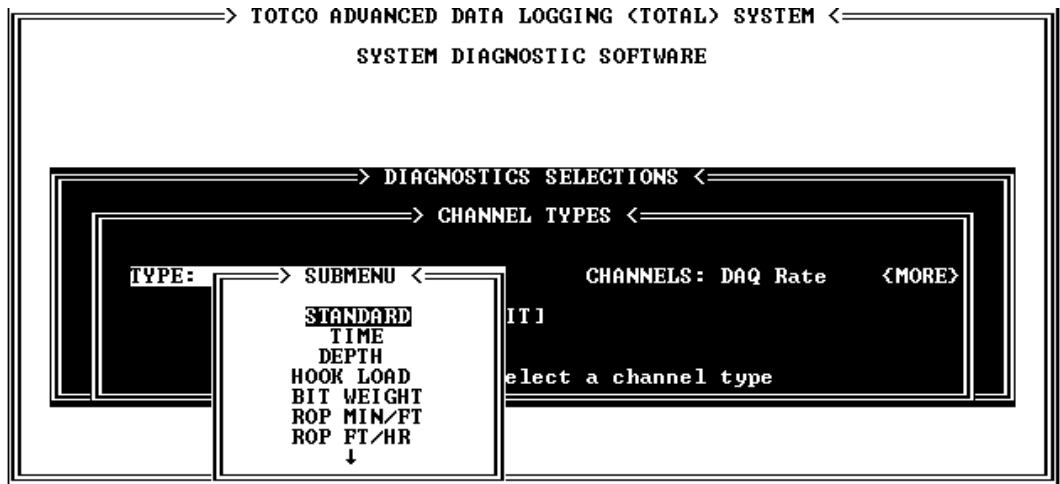 > TOTCO ADVANCED DATA LOGGING (TOTAL) SYSTEM <
SYSTEM DIAGNOSTIC SOFTWARE
> DIAGNOSTICS SELECTIONS <
> CHANNEL TYPES <
TYPE:
CHANNELS: DAQ Rate <MORE>
> SUBMENU <
STANDARD
IT]
TIME
DEPTH
HOOK LOAD
elect a channel type
BIT WEIGHT
ROP MIN/FT
ROP FT/HR
↓